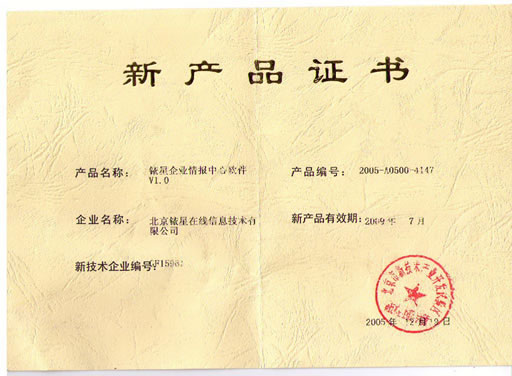 新产品证书
产品名称: 铱星企业情报中心软件
V1.0
产品编号: 2005-A0500-4147
企业名称: 北京铱星在线信息技术有
限公司
新产品有效期: 2009年 7月
新技术企业编号:
2005年 12月 12日